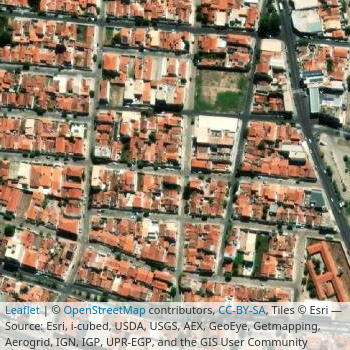 Leaflet | © OpenStreetMap contributors, CC-BY-SA, Tiles © Esri —
Source: Esri, i-cubed, USDA, USGS, AEX, GeoEye, Getmapping,
Aerogrid, IGN, IGP, UPR-EGP, and the GIS User Community